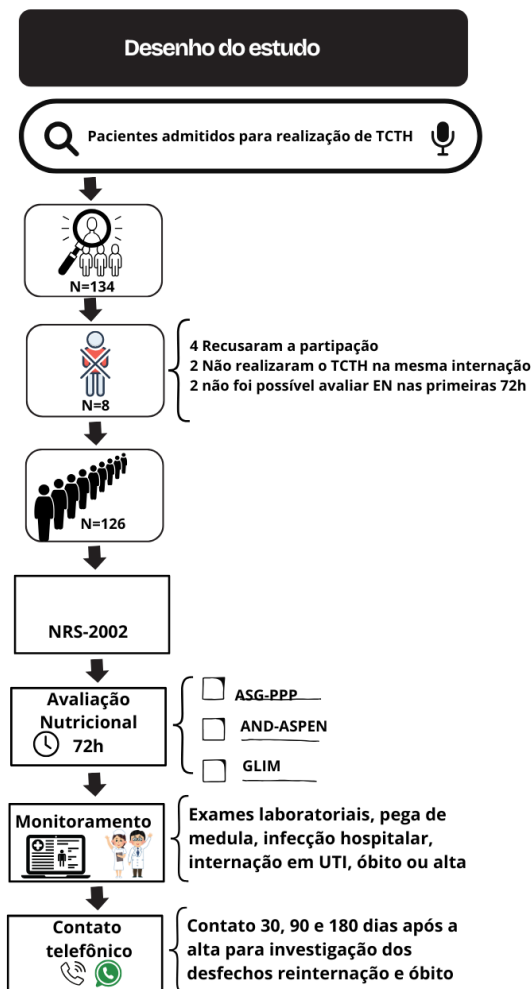 Desenho do estudo
Pacientes admitidos para realização de TCTH
N=134
4 Recusaram a partipação
2 Não realizaram o TCTH na mesma internação
2 não foi possível avaliar EN nas primeiras 72h
N=8
N=126
NRS-2002
Avaliação
Nutricional
72h
ASG-PPP
AND-ASPEN
GLIM
Monitoramento
Exames laboratoriais, pega de
medula, infecção hospitalar,
internação em UTI, óbito ou alta
Contato
telefônico
Contato 30, 90 e 180 dias após a
alta para investigação dos
desfechos reinternação e óbito